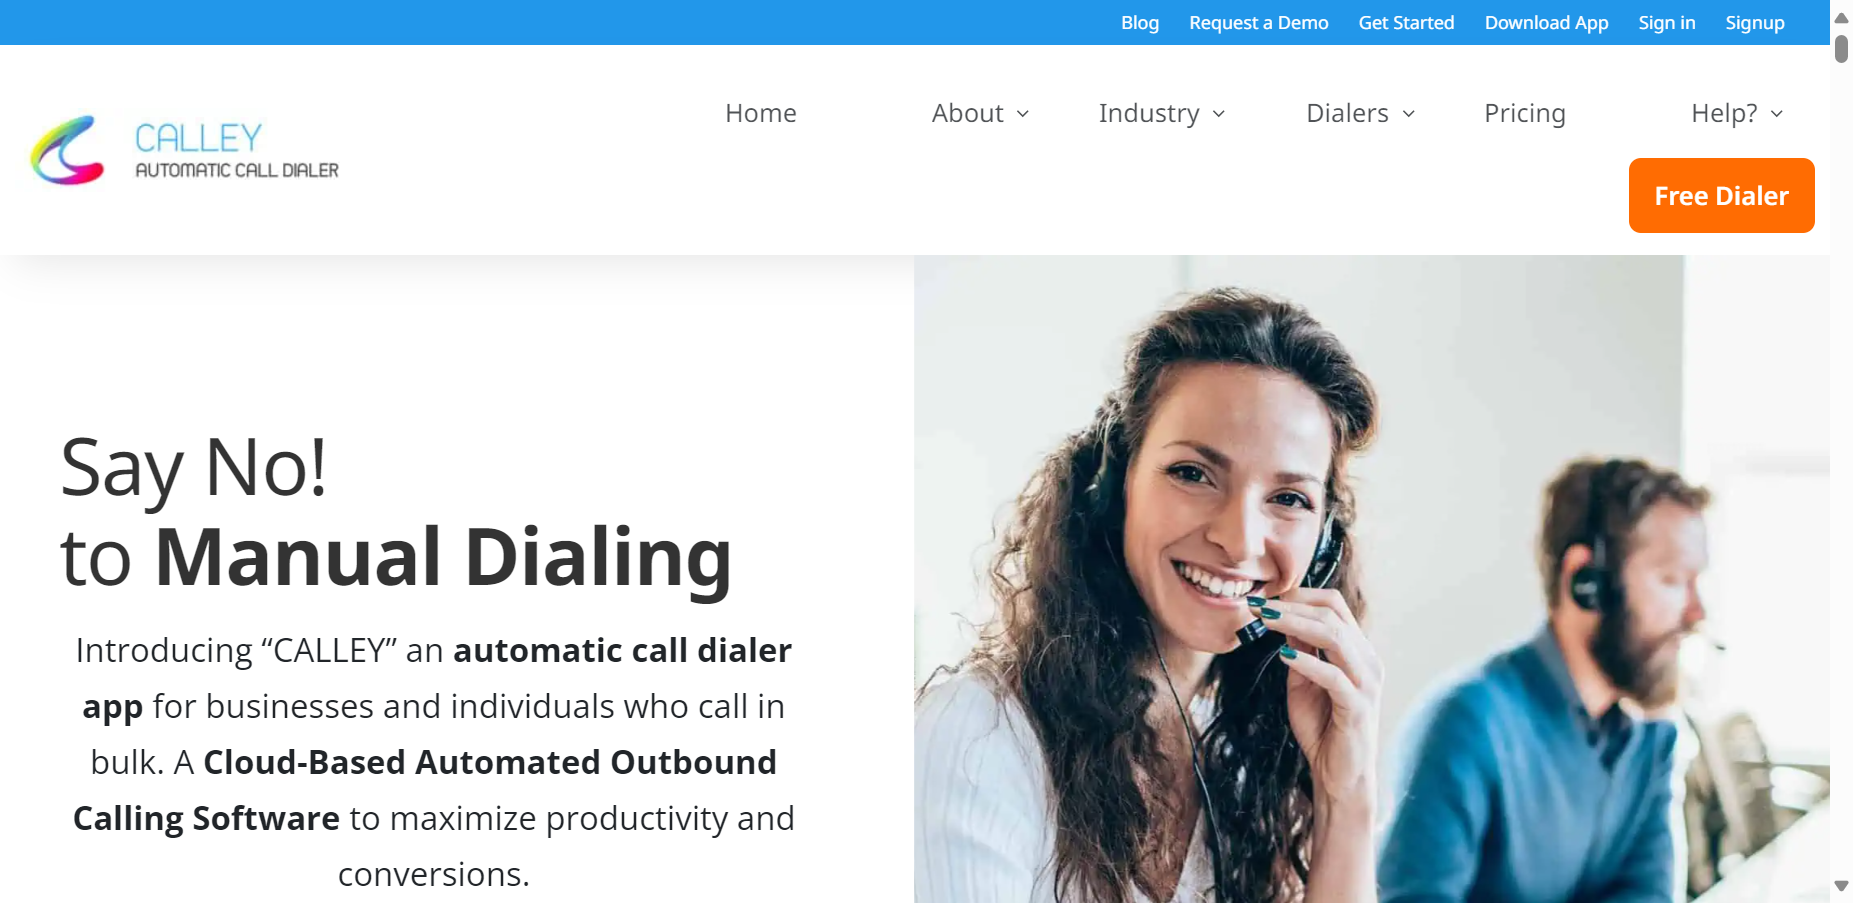 Blog Request a Demo Get Started Download App Sign in Signup
CALLEY
AUTOMATIC CALL DIALER
Home About Industry Dialers Pricing Help?
Free Dialer
Say No!
to Manual Dialing
Introducing “CALLEY” an automatic call dialer
app for businesses and individuals who call in
bulk. A Cloud-Based Automated Outbound
Calling Software to maximize productivity and
conversions.